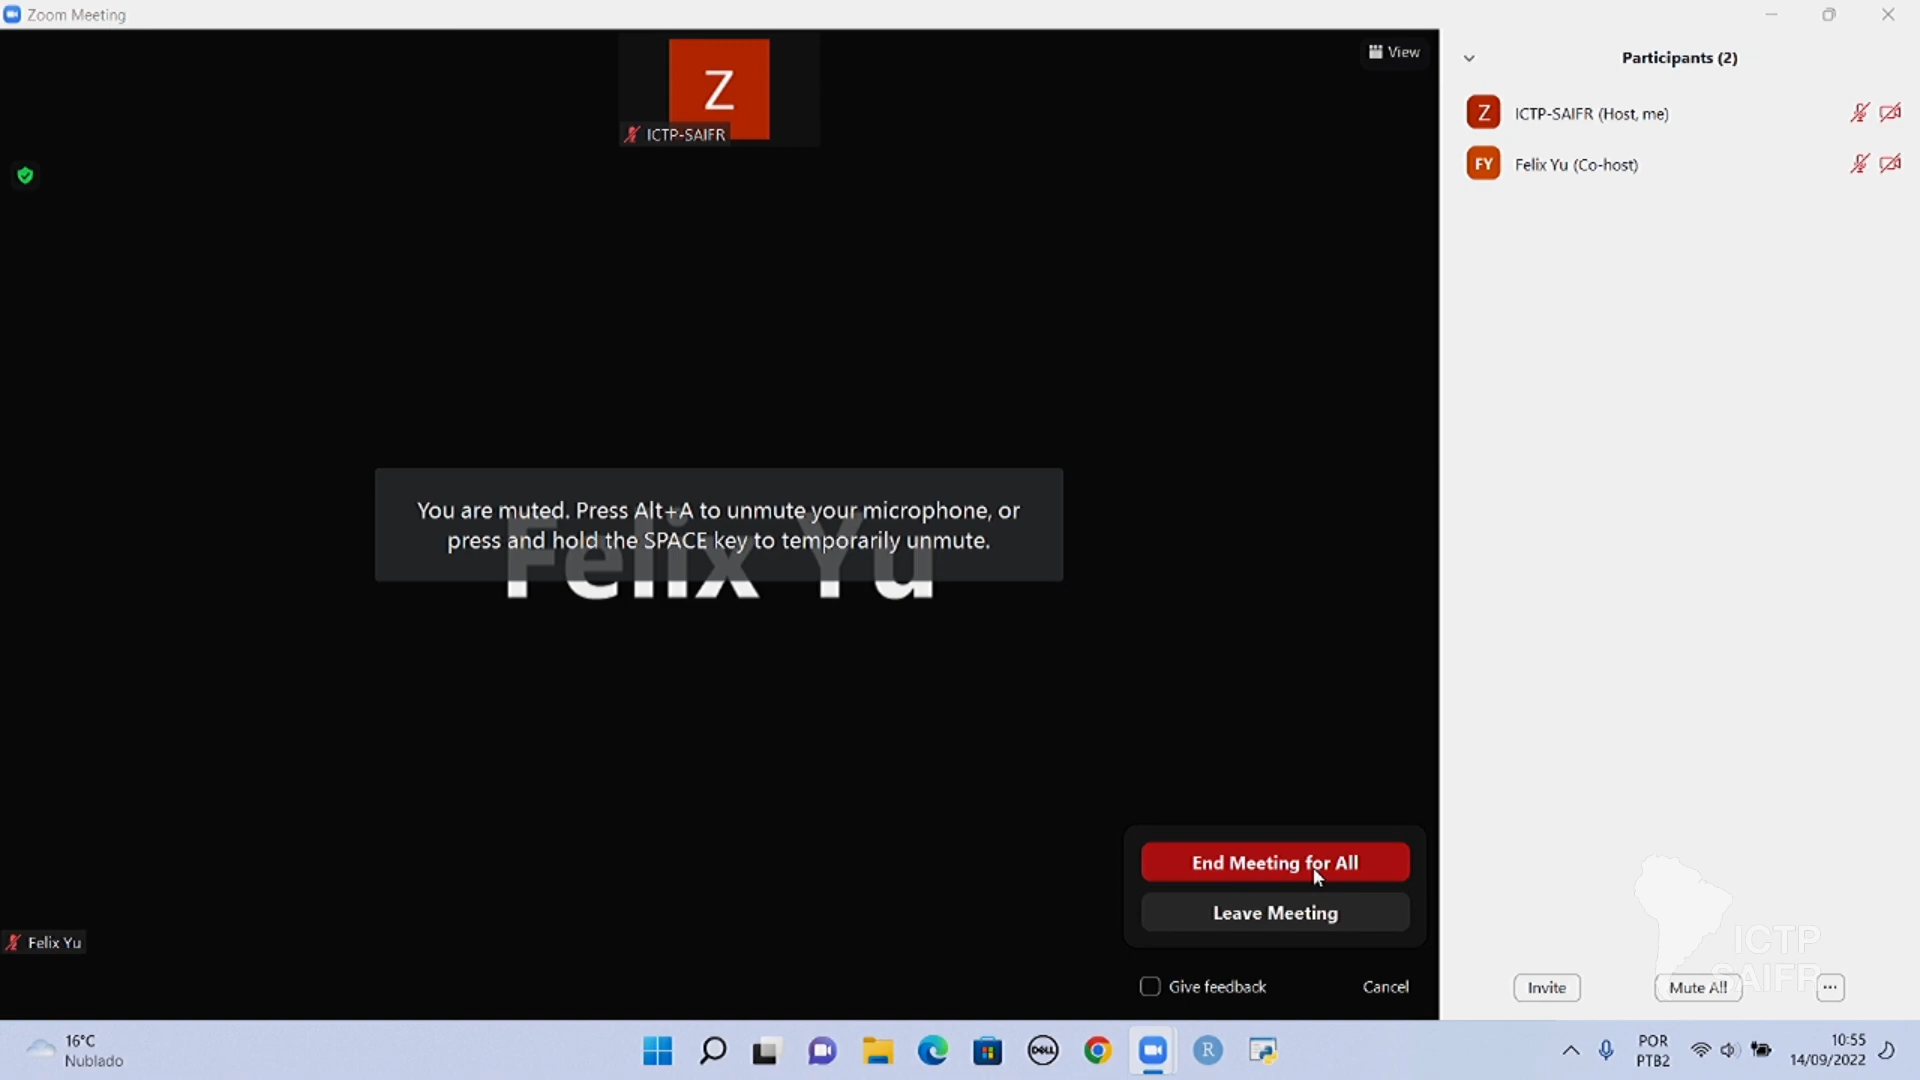 Zoom Meeting
View
Z
ICTP-SAIFR
Participants (2)
Z ICTP-SAIFR (Host, me)
FY Felix Yu (Co-host)
You are muted. Press Alt+A to unmute your microphone, or
press and hold the SPACE key to temporarily unmute.
Felix Yu
End Meeting for All
Leave Meeting
Felix Yu
Give feedback
Cancel
ICTP
SAIFR
Invite
Mute All
...
16°C
Nublado
DELL
R
POR
PTB2
10:55
14/09/2022